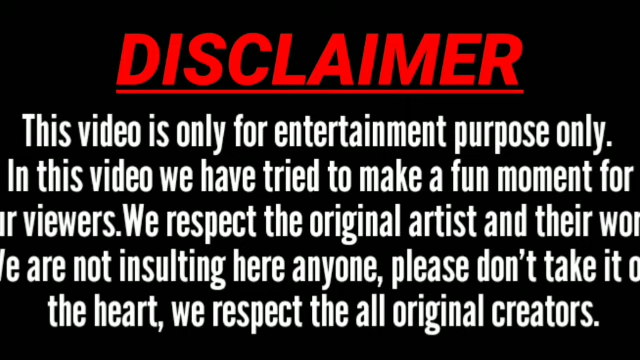 DISCLAIMER
This video is only for entertainment purpose only.
In this video we have tried to make a fun moment for
ur viewers.We respect the original artist and their wor
e are not insulting here anyone, please don't take it o
the heart, we respect the all original creators.